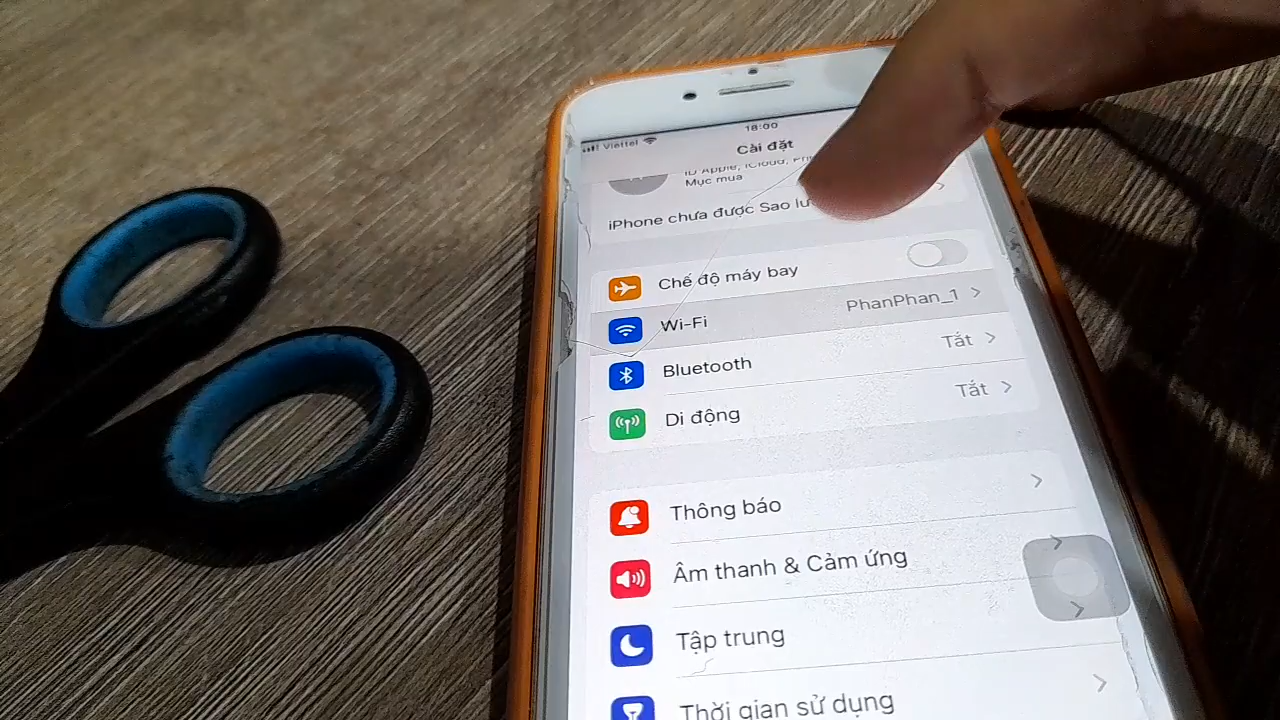 18:00
Viettel
Cài đặt
ID Apple, iCloud,
Mục mua
iPhone chưa được Sao
Chế độ máy bay
Wi-Fi PhanPhan_1
Bluetooth Tắt
Di động Tắt
Thông báo
Âm thanh & Cảm ứng
Tập trung
Thời gian sử dụng